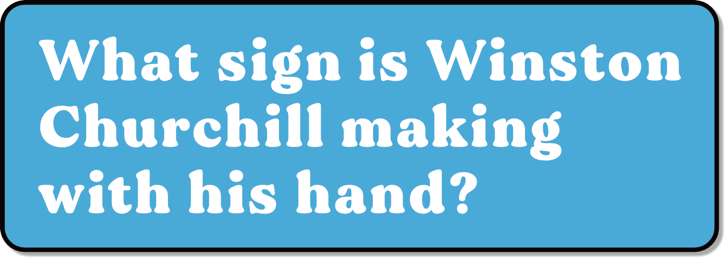 What sign is Winston
Churchill making
with his hand?